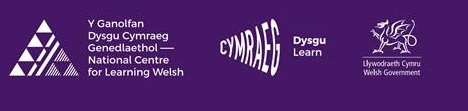 Y Ganolfan
Dysgu Cymraeg
Genedlaethol —
National Centre
for Learning Welsh
CYMRAEG
Dysgu
Learn
Llywodraeth Cymru
Welsh Government